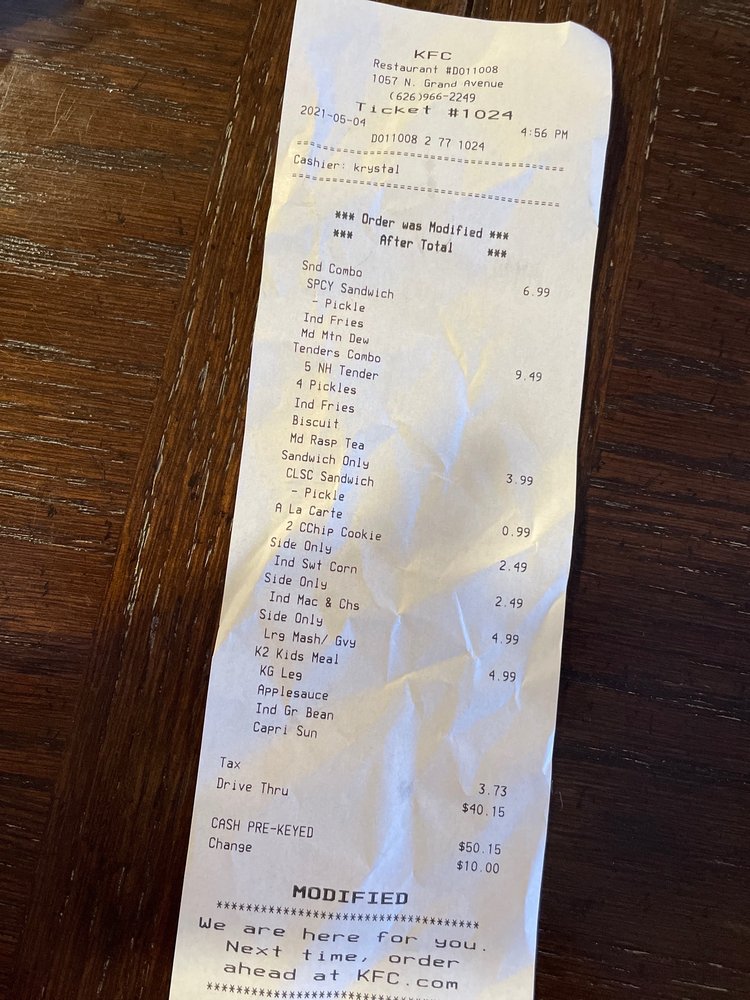 KFC
Restaurant #D011008
1057 N. Grand Avenue
(626)966-2249
Ticket #1024
2021-05-04 4:56 PM
D011008 2 77 1024
================================
Cashier: krystal
================================
*** Order was Modified ***
*** After Total ***
Snd Combo 6.99
SPCY Sandwich
- Pickle
Ind Fries
Md Mtn Dew
Tenders Combo 9.49
5 NH Tender
4 Pickles
Ind Fries
Biscuit
Md Rasp Tea
Sandwich Only 3.99
CLSC Sandwich
- Pickle
A La Carte 0.99
2 CChip Cookie
Side Only 2.49
Ind Swt Corn
Side Only 2.49
Ind Mac & Chs
Side Only 4.99
Lrg Mash/ Gvy
K2 Kids Meal 4.99
KG Leg
Applesauce
Ind Gr Bean
Capri Sun
Tax 3.73
Drive Thru $40.15
CASH PRE-KEYED $50.15
Change $10.00
MODIFIED
********************************
We are here for you.
Next time, order
ahead at KFC.com
********************************